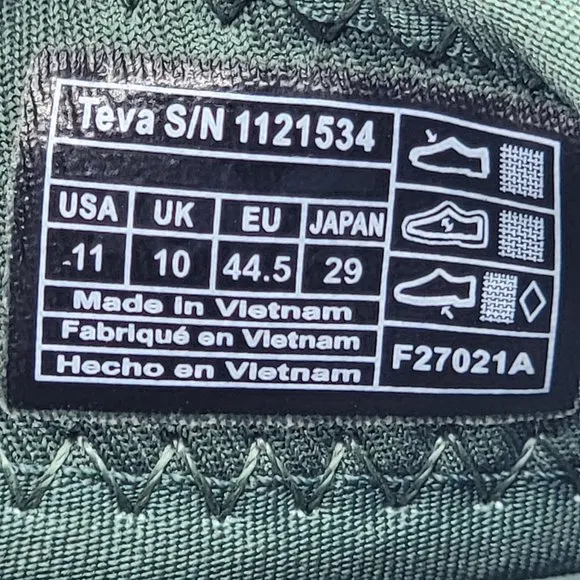 Teva S/N 1121534
USA UK EU JAPAN
11 10 44.5 29
Made in Vietnam
Fabriqué en Vietnam
Hecho en Vietnam
F27021A